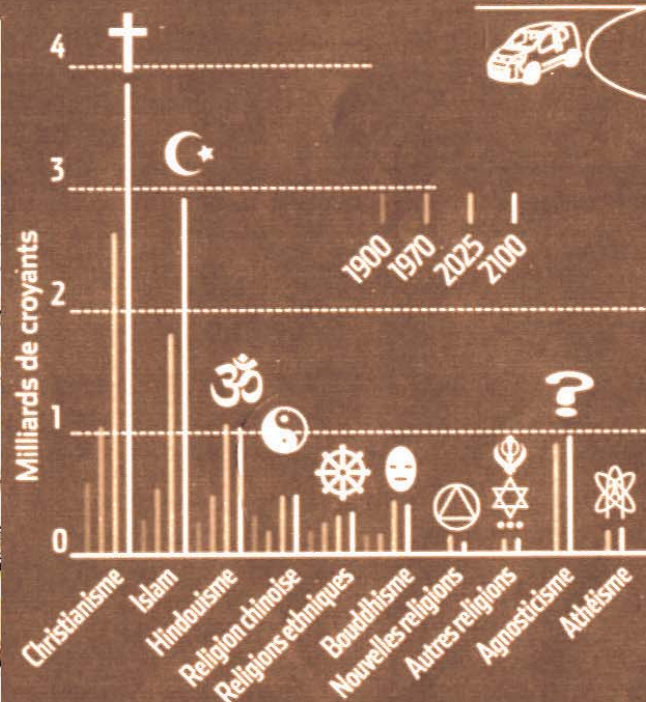 4
3
2
1
0
Milliards de croyants
1900
1970
2025
2100
Christianisme
Islam
Hindouisme
Religion chinoise
Religions ethniques
Bouddhisme
Nouvelles religions
Autres religions
Agnosticisme
Athéisme